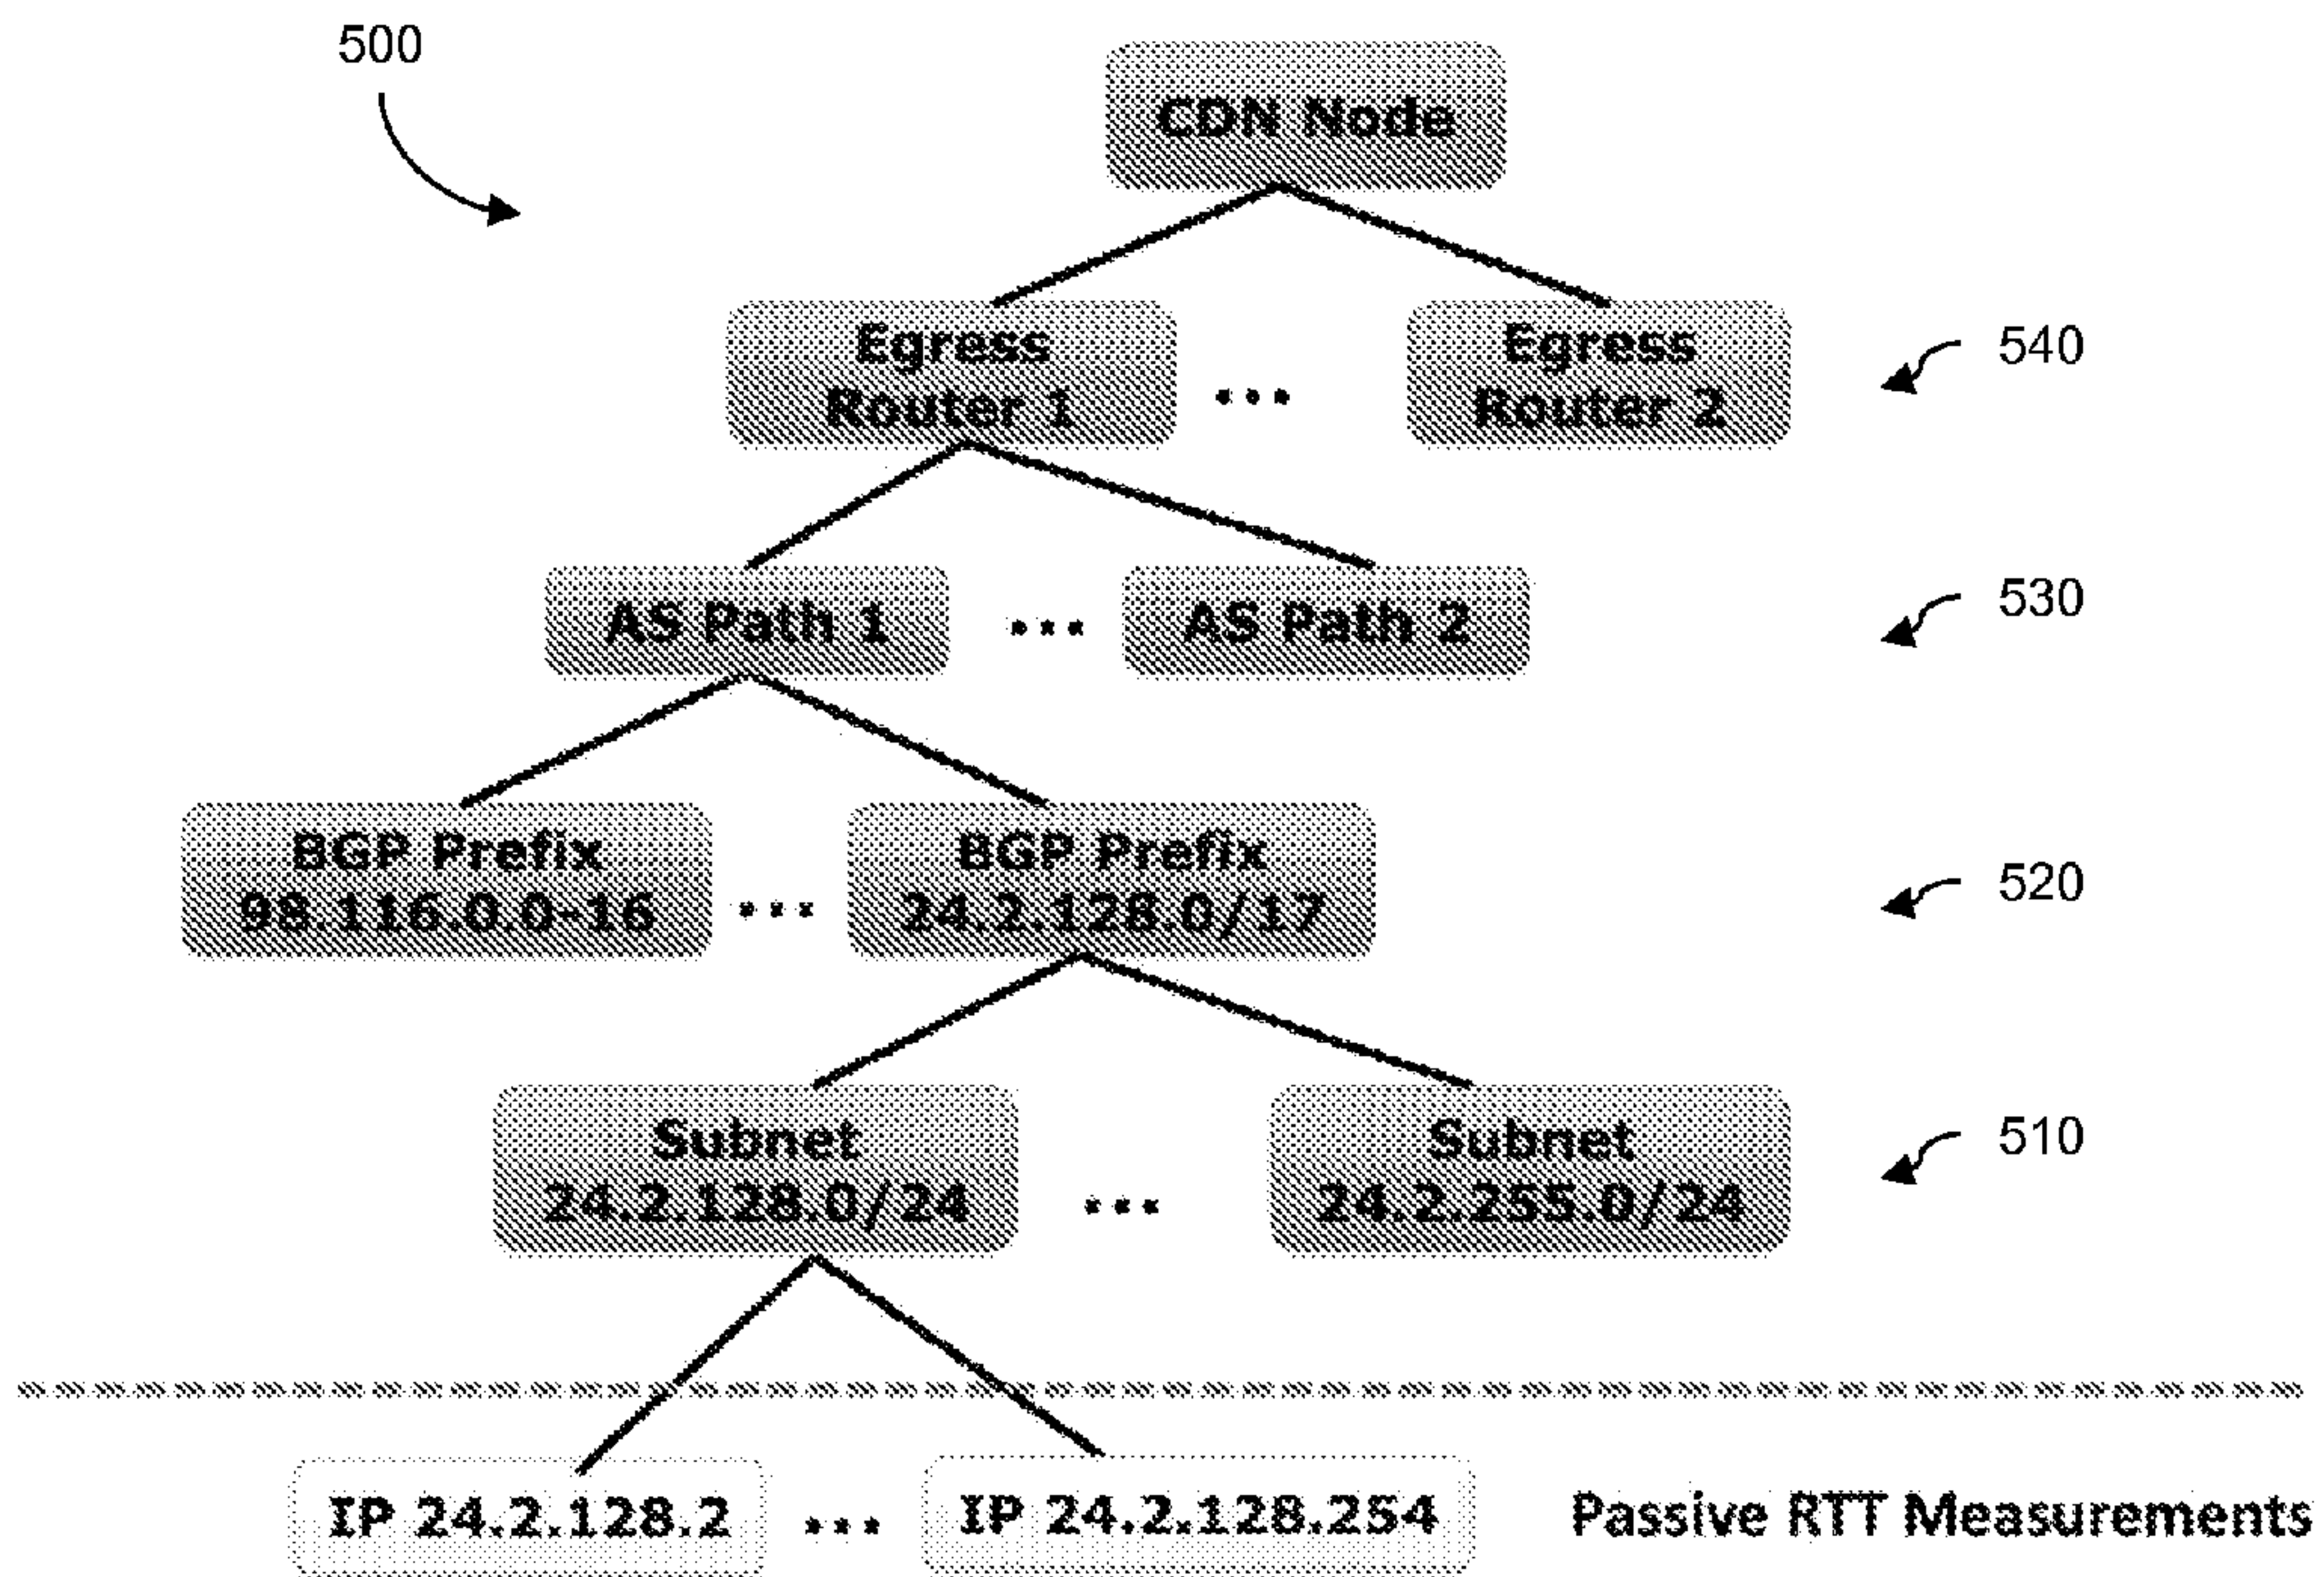 500
CDN Node
Egress
Router 1
...
Egress
Router 2
540
AS Path 1
...
AS Path 2
530
BGP Prefix
98.116.0.0-16
...
BGP Prefix
24.2.128.0/17
520
Subnet
24.2.128.0/24
...
Subnet
24.2.255.0/24
510
IP 24.2.128.2
...
IP 24.2.128.254
Passive RTT Measurements